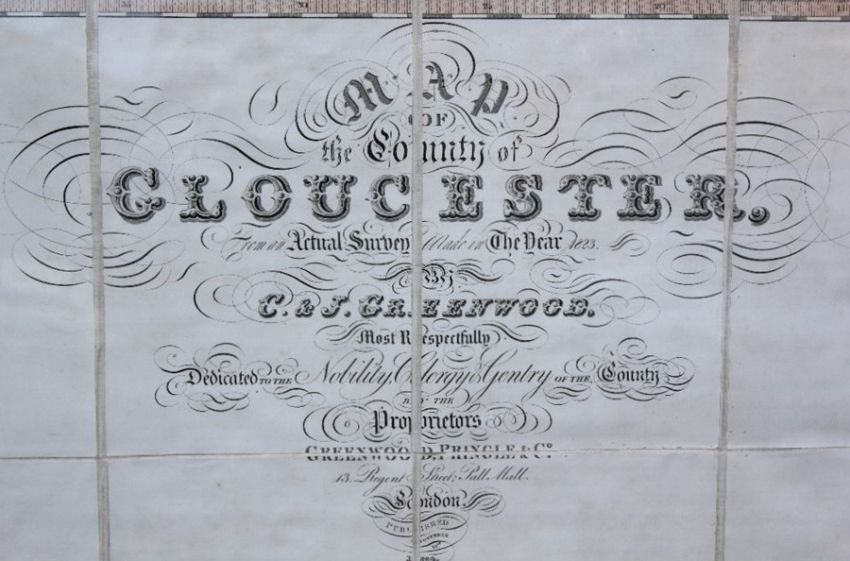 MAP
OF
the County of
GLOUCESTER,
From an Actual Survey Made in The Year 1823.
By
C. & J. GREENWOOD.
Most Respectfully
Dedicated TO THE Nobility, Clergy & Gentry OF THE County
BY THE
Proprietors
GREENWOOD, PRINGLE & Co.
13. Regent Street, Pall Mall.
London
PUBLISHED